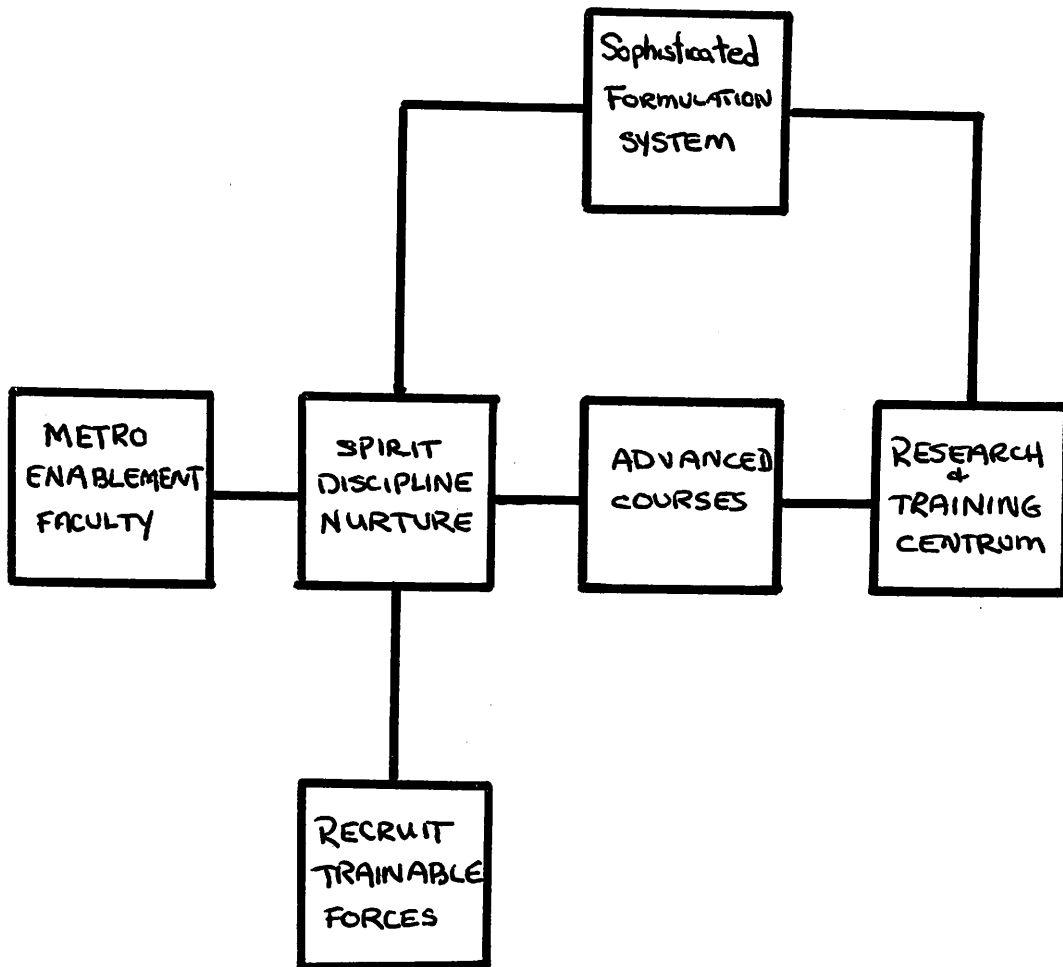 Sophisticated
FORMULATION
SYSTEM
METRO
ENABLEMENT
FACULTY
SPIRIT
DISCIPLINE
NURTURE
ADVANCED
COURSES
RESEARCH
&
TRAINING
CENTRUM
RECRUIT
TRAINABLE
FORCES